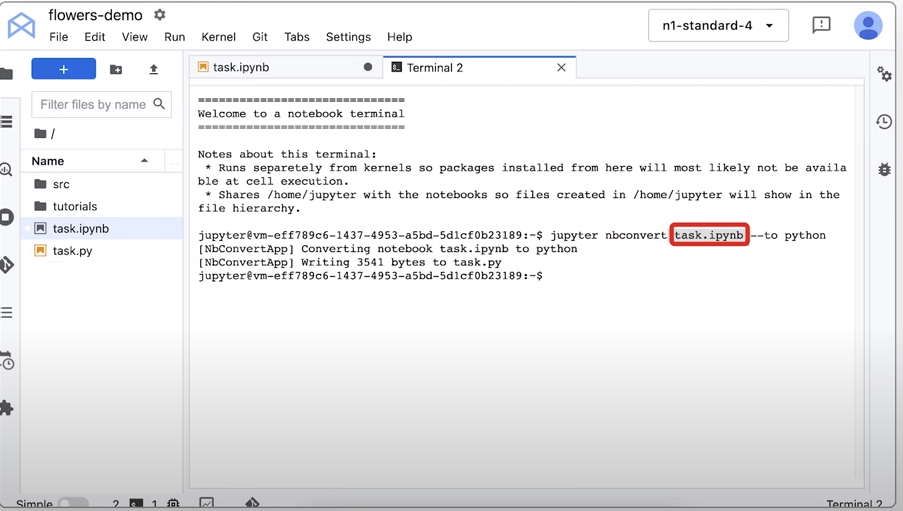 flowers-demo
File Edit View Run Kernel Git Tabs Settings Help
n1-standard-4
+
Filter files by name
/
Name
...
src
tutorials
task.ipynb
task.py
task.ipynb
Terminal 2
==============================
Welcome to a notebook terminal
==============================
Notes about this terminal:
* Runs separetely from kernels so packages installed from here will most likely not be availa
ble at cell execution.
* Shares /home/jupyter with the notebooks so files created in /home/jupyter will show in the
file hierarchy.
jupyter@vm-eff789c6-1437-4953-a5bd-5d1cf0b23189:~$ jupyter nbconvert task.ipynb --to python
[NbConvertApp] Converting notebook task.ipynb to python
[NbConvertApp] Writing 3541 bytes to task.py
jupyter@vm-eff789c6-1437-4953-a5bd-5d1cf0b23189:~$
Simple 2 1 Terminal 2